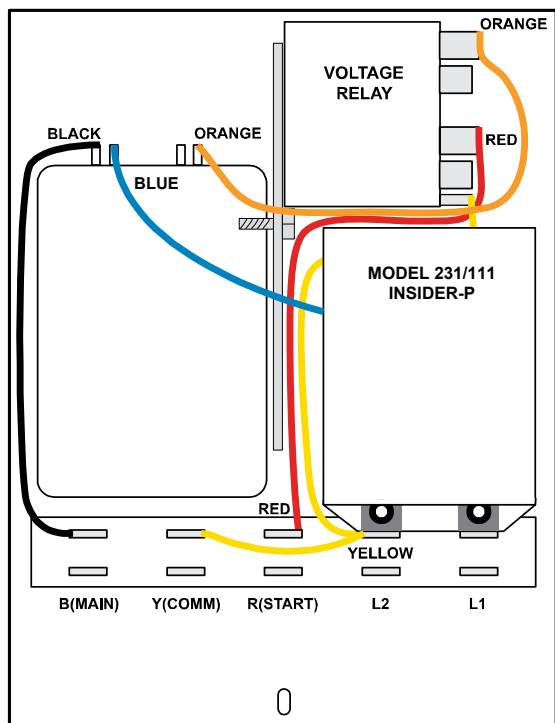 ORANGE
VOLTAGE
RELAY
BLACK
ORANGE
RED
BLUE
MODEL 231/111
INSIDER-P
RED
YELLOW
B(MAIN) Y(COMM) R(START) L2 L1